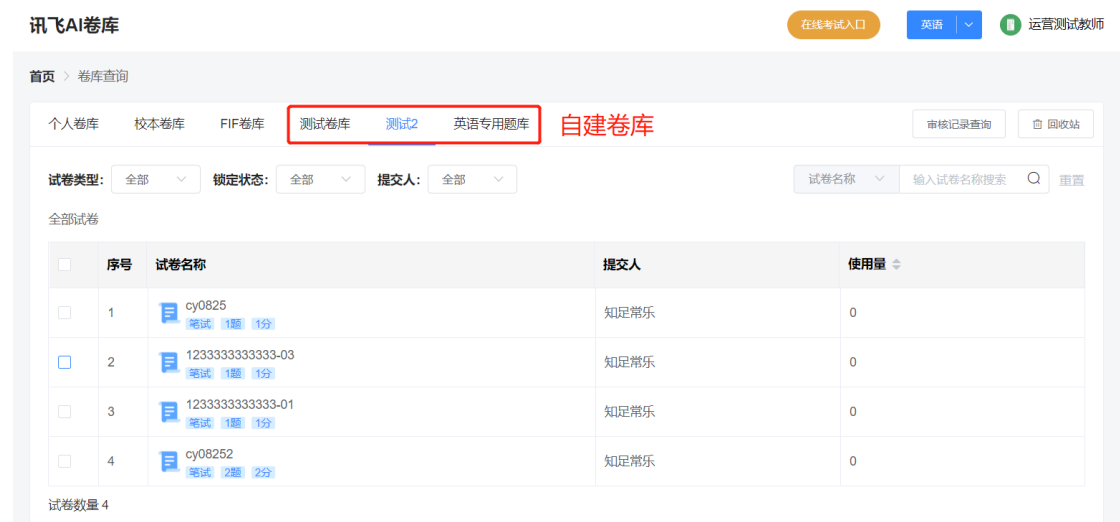 讯飞AI卷库 在线考试入口 英语 运营测试教师
首页 > 卷库查询
个人卷库 校本卷库 FIF卷库 测试卷库 测试2 英语专用题库 自建卷库 审核记录查询 回收站
试卷类型: 全部 锁定状态: 全部 提交人: 全部 试卷名称 输入试卷名称搜索 重置
全部试卷
序号 试卷名称 提交人 使用量
1 cy0825 知足常乐 0
笔试 1题 1分
2 1233333333333-03 知足常乐 0
笔试 1题 1分
3 1233333333333-01 知足常乐 0
笔试 1题 1分
4 cy08252 知足常乐 0
笔试 2题 2分
试卷数量 4